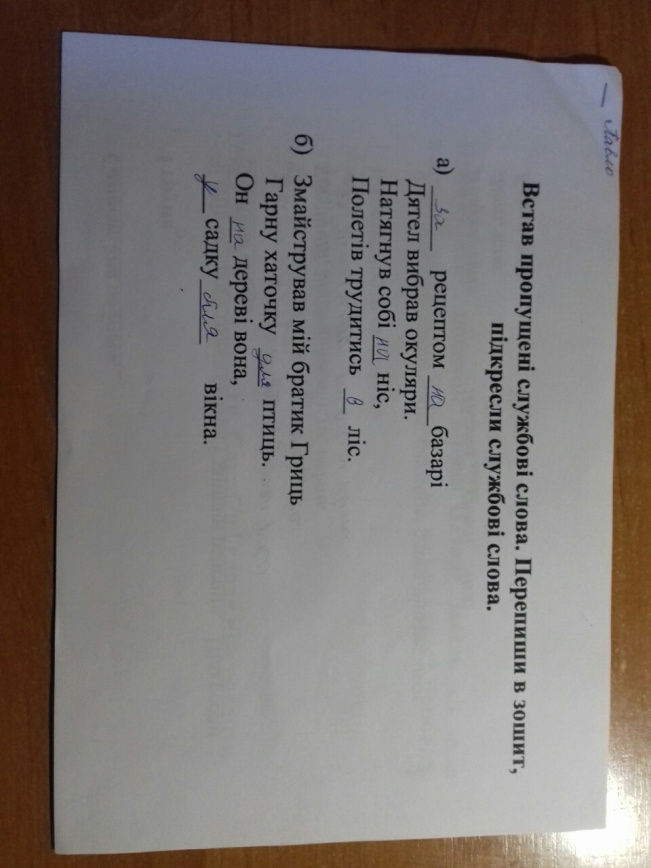 — Павло
Встав пропущені службові слова. Перепиши в зошит,
підкресли службові слова.
а) за рецептом на базарі
Дятел вибрав окуляри.
Натягнув собі на ніс,
Полетів трудитись в ліс.
б) Змайстрував мій братик Гриць
Гарну хаточку для птиць.
Он на дереві вона,
у садку біля вікна.